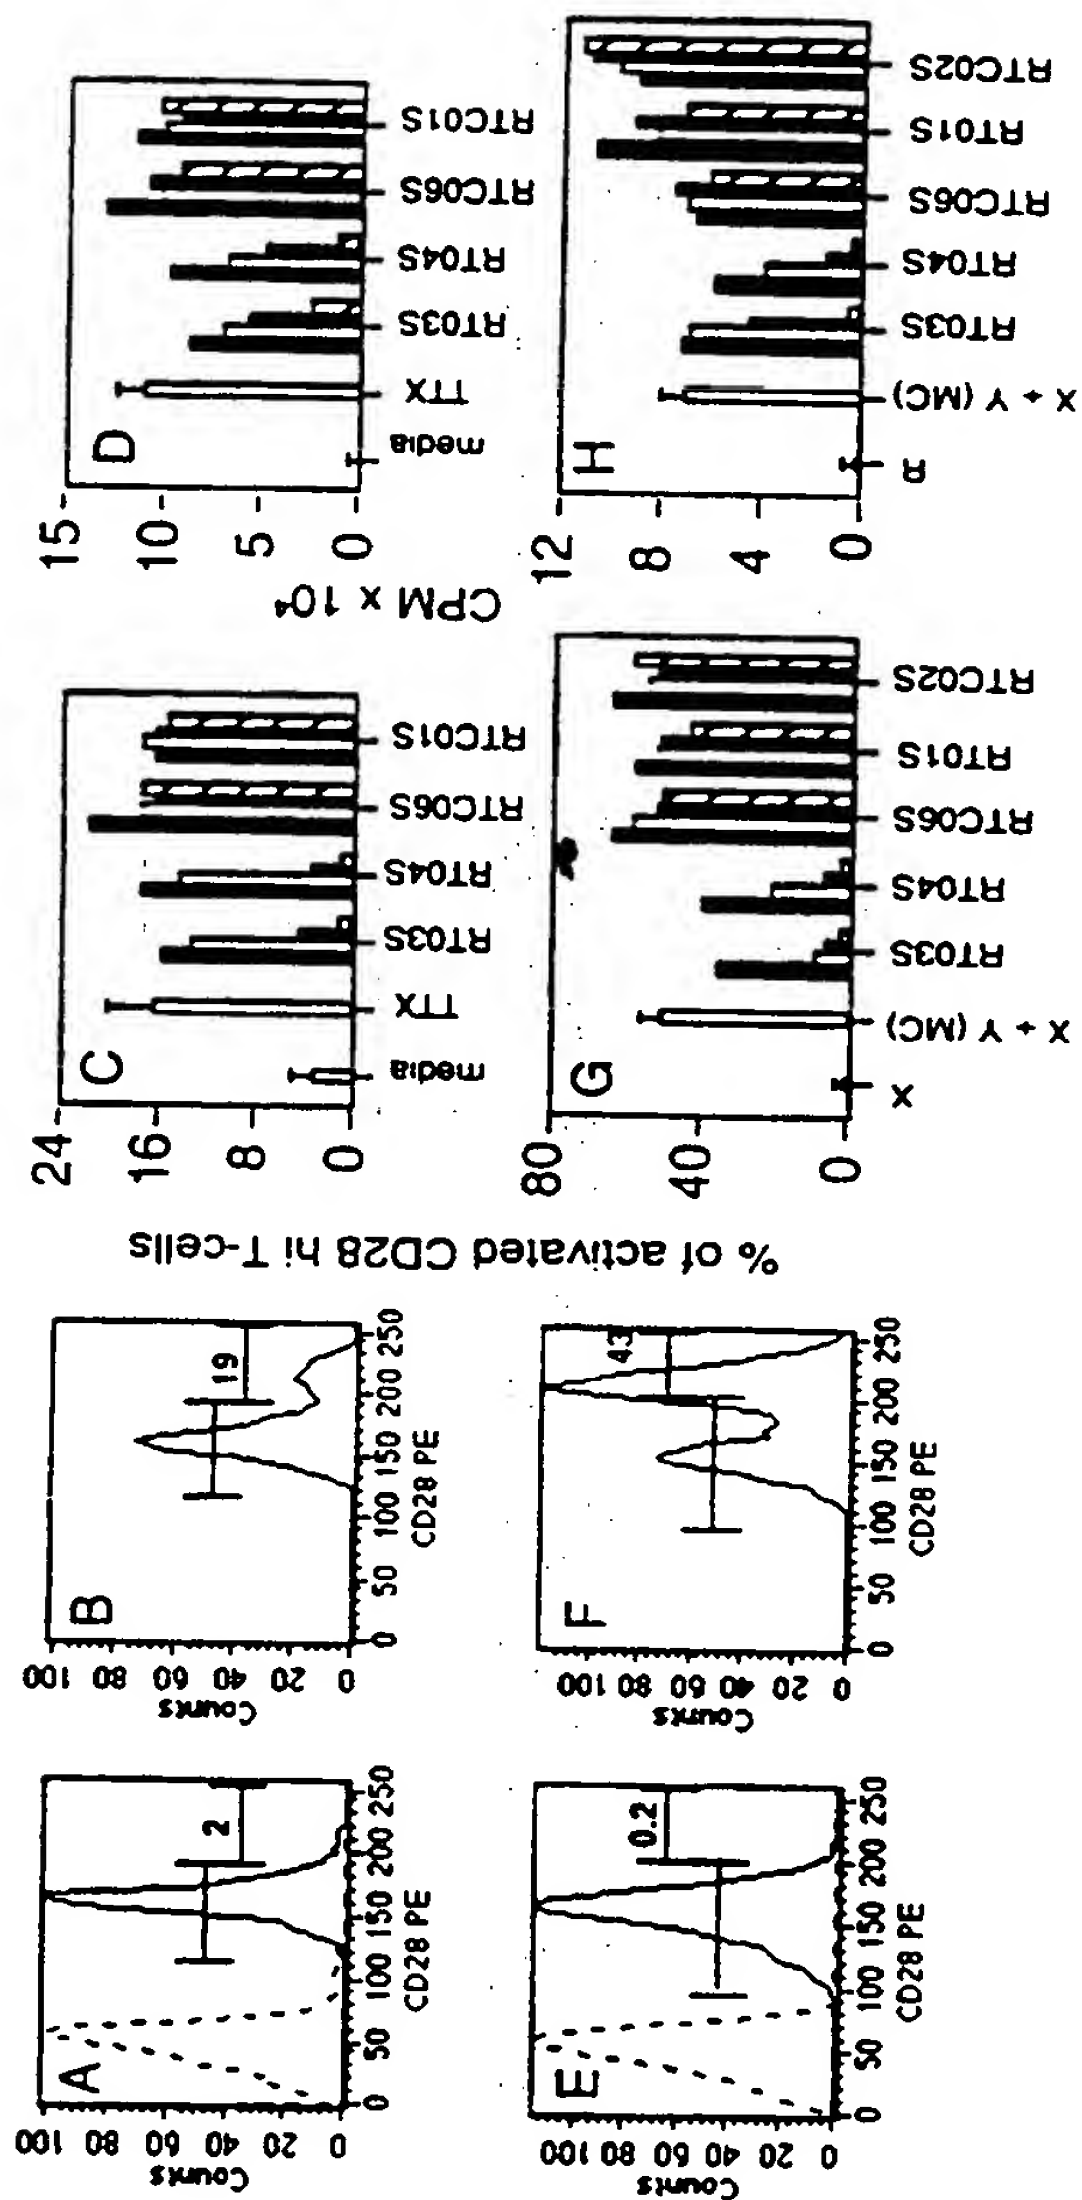 A
Counts
100 80 60 40 20 0
2
0 50 100 150 200 250
CD28 PE
B
Counts
100 80 60 40 20 0
19
0 50 100 150 200 250
CD28 PE
% of activated CD28 hi T-cells
C
24
16
8
0
media
TTX
RT03S
RT04S
RTC06S
RTC01S
CPM x 10⁴
D
15
10
5
0
media
TTX
RT03S
RT04S
RTC06S
RTC01S
E
Counts
100 80 60 40 20 0
0.2
0 50 100 150 200 250
CD28 PE
F
Counts
100 80 60 40 20 0
43
0 50 100 150 200 250
CD28 PE
G
80
40
0
X
X + Y (MC)
RT03S
RT04S
RTC06S
RT01S
RTC02S
H
12
8
4
0
R
X + Y (MC)
RT03S
RT04S
RTC06S
RT01S
RTC02S